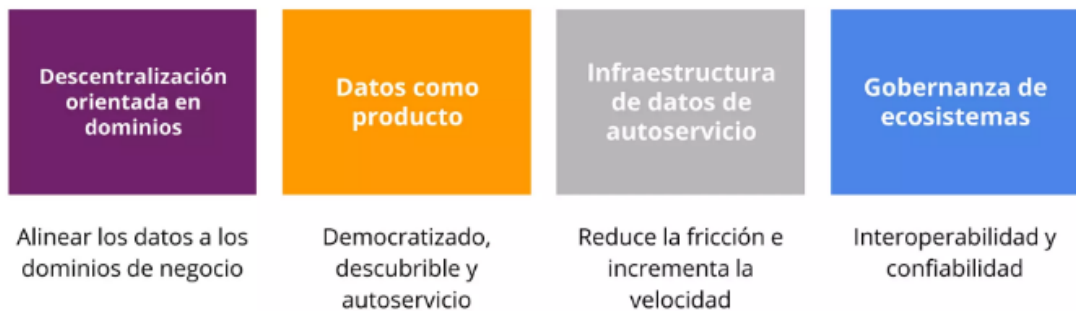 Descentralización
orientada en
dominios
Datos como
producto
Infraestructura
de datos de
autoservicio
Gobernanza de
ecosistemas
Alinear los datos a los
dominios de negocio
Democratizado,
descubrible y
autoservicio
Reduce la fricción e
incrementa la
velocidad
Interoperabilidad y
confiabilidad